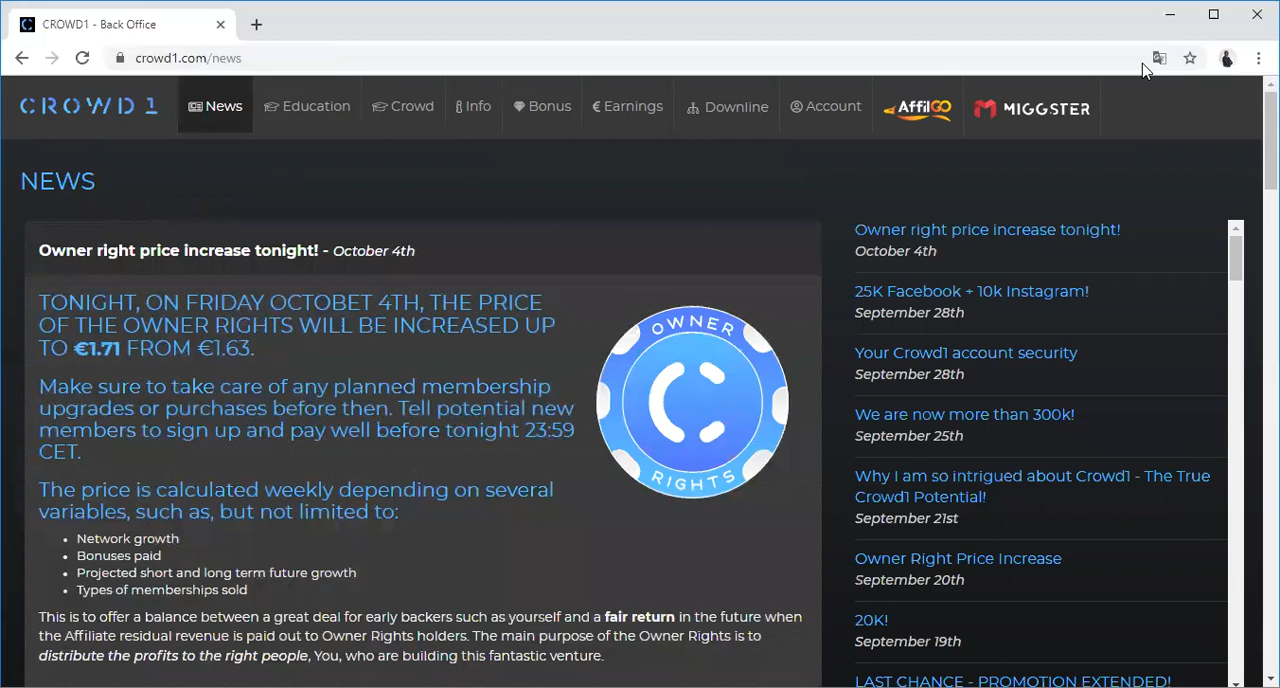 CROWD1 - Back Office
crowd1.com/news
CROWD1
News
Education
Crowd
Info
Bonus
€ Earnings
Downline
Account
AFFILGO
MIGGSTER
NEWS
Owner right price increase tonight! - October 4th
TONIGHT, ON FRIDAY OCTOBET 4TH, THE PRICE
OF THE OWNER RIGHTS WILL BE INCREASED UP
TO €1.71 FROM €1.63.
Make sure to take care of any planned membership
upgrades or purchases before then. Tell potential new
members to sign up and pay well before tonight 23:59
CET.
The price is calculated weekly depending on several
variables, such as, but not limited to:
• Network growth
• Bonuses paid
• Projected short and long term future growth
• Types of memberships sold
This is to offer a balance between a great deal for early backers such as yourself and a fair return in the future when
the Affiliate residual revenue is paid out to Owner Rights holders. The main purpose of the Owner Rights is to
distribute the profits to the right people, You, who are building this fantastic venture.
OWNER
RIGHTS
Owner right price increase tonight!
October 4th
25K Facebook + 10k Instagram!
September 28th
Your Crowd1 account security
September 28th
We are now more than 300k!
September 25th
Why I am so intrigued about Crowd1 - The True
Crowd1 Potential!
September 21st
Owner Right Price Increase
September 20th
20K!
September 19th
LAST CHANCE - PROMOTION EXTENDED!